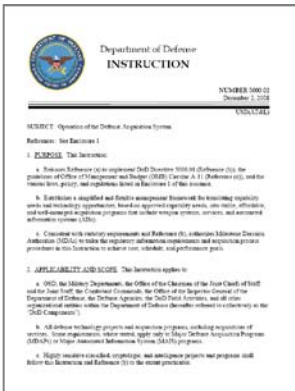 Department of Defense
INSTRUCTION
NUMBER 5000.02
December 2, 2008
USD(AT&L)
SUBJECT: Operation of the Defense Acquisition System
References: See Enclosure 1
1. PURPOSE. This Instruction:
a. Reissues Reference (a) to implement DoD Directive 5000.01 (Reference (b)), the
guidelines of Office of Management and Budget (OMB) Circular A-11 (Reference (c)), and the
various laws, policy, and regulations listed in Enclosure 1 of this issuance.
b. Establishes a simplified and flexible management framework for translating capability
needs and technology opportunities, based on approved capability needs, into stable, affordable,
and well-managed acquisition programs that include weapon systems, services, and automated
information systems (AISs).
c. Consistent with statutory requirements and Reference (b), authorizes Milestone Decision
Authorities (MDAs) to tailor the regulatory information requirements and acquisition process
procedures in this Instruction to achieve cost, schedule, and performance goals.
2. APPLICABILITY AND SCOPE. This Instruction applies to:
a. OSD, the Military Departments, the Office of the Chairman of the Joint Chiefs of Staff
and the Joint Staff, the Combatant Commands, the Office of the Inspector General of the
Department of Defense, the Defense Agencies, the DoD Field Activities, and all other
organizational entities within the Department of Defense (hereafter referred to collectively as the
"DoD Components").
b. All defense technology projects and acquisition programs, including acquisitions of
services. Some requirements, where stated, apply only to Major Defense Acquisition Programs
(MDAPs) or Major Automated Information System (MAIS) programs.
c. Highly sensitive classified, cryptologic, and intelligence projects and programs shall
follow this Instruction and Reference (b) to the extent practicable.